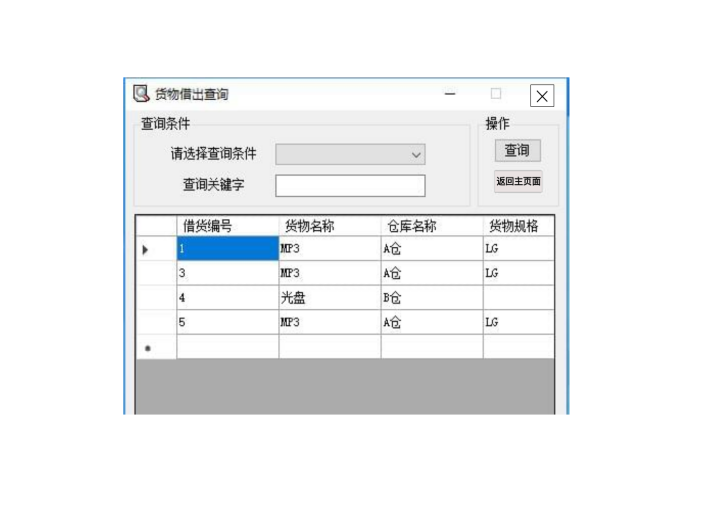 货物借出查询
查询条件
操作
请选择查询条件
查询
查询关键字
返回主页面
借货编号 货物名称 仓库名称 货物规格
1 MP3 A仓 LG
3 MP3 A仓 LG
4 光盘 B仓
5 MP3 A仓 LG